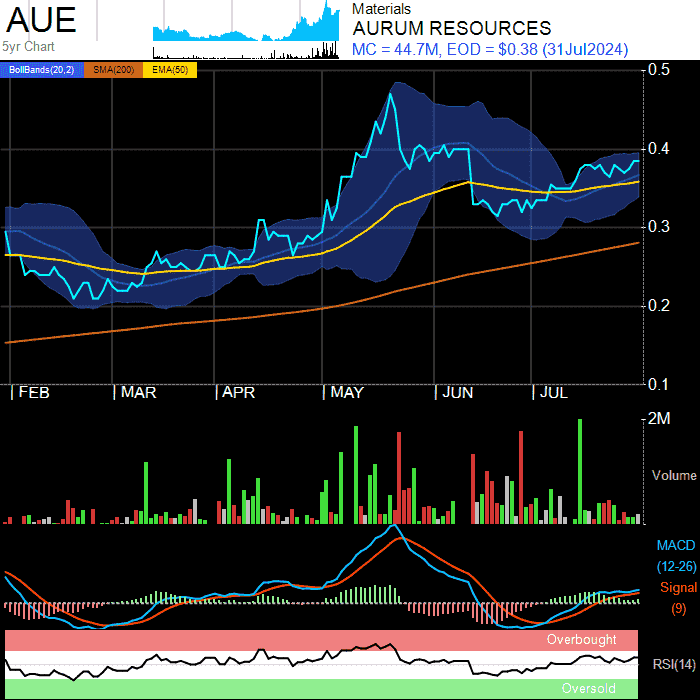 AUE
5yr Chart
Materials
AURUM RESOURCES
MC = 44.7M, EOD = $0.38 (31Jul2024)
BollBands(20,2) SMA(200) EMA(50)
0.5
0.4
0.3
0.2
0.1
FEB MAR APR MAY JUN JUL
2M
Volume
MACD
(12-26)
Signal
(9)
Overbought
RSI(14)
Oversold